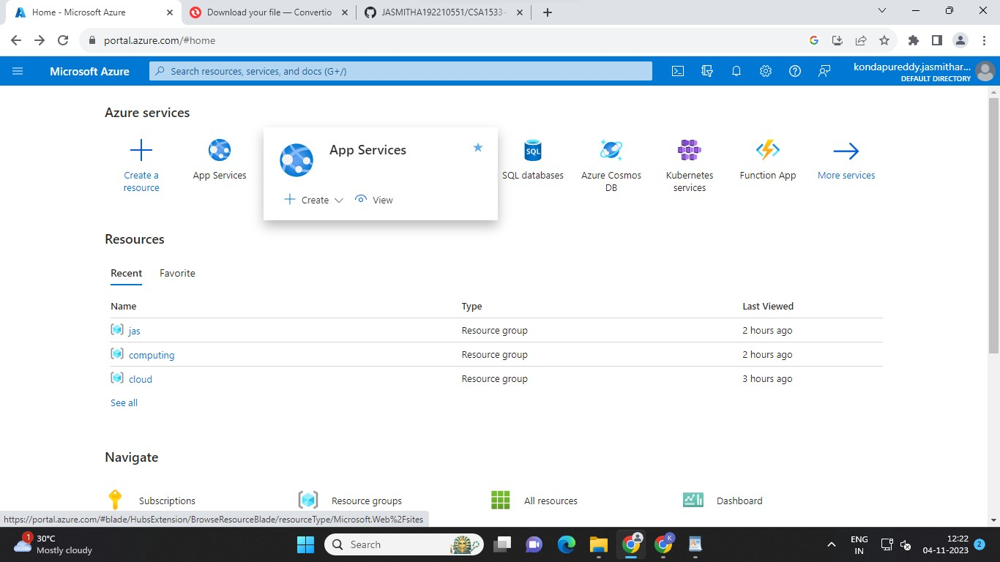 Home - Microsoft Azure
Download your file — Convertio
JASMITHA192210551/CSA1533-
portal.azure.com/#home
Microsoft Azure
Search resources, services, and docs (G+/)
kondapureddy.jasmithar...
DEFAULT DIRECTORY
Azure services
Create a
resource
App Services
App Services
Create
View
SQL databases
SQL
Azure Cosmos
DB
Kubernetes
services
Function App
More services
Resources
Recent Favorite
Name Type Last Viewed
jas Resource group 2 hours ago
computing Resource group 2 hours ago
cloud Resource group 3 hours ago
See all
Navigate
Subscriptions Resource groups All resources Dashboard
https://portal.azure.com/#blade/HubsExtension/BrowseResourceBlade/resourceType/Microsoft.Web%2Fsites
1
30°C
Mostly cloudy
Search
K
ENG
IN
12:22
04-11-2023
2